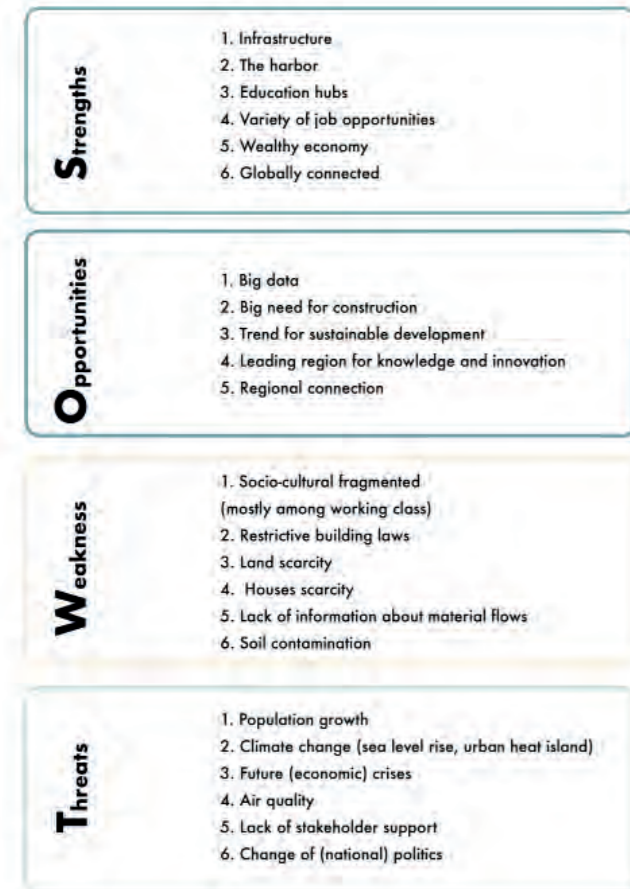 Strengths
1. Infrastructure
2. The harbor
3. Education hubs
4. Variety of job opportunities
5. Wealthy economy
6. Globally connected
Opportunities
1. Big data
2. Big need for construction
3. Trend for sustainable development
4. Leading region for knowledge and innovation
5. Regional connection
Weakness
1. Socio-cultural fragmented
(mostly among working class)
2. Restrictive building laws
3. Land scarcity
4. Houses scarcity
5. Lack of information about material flows
6. Soil contamination
Threats
1. Population growth
2. Climate change (sea level rise, urban heat island)
3. Future (economic) crises
4. Air quality
5. Lack of stakeholder support
6. Change of (national) politics